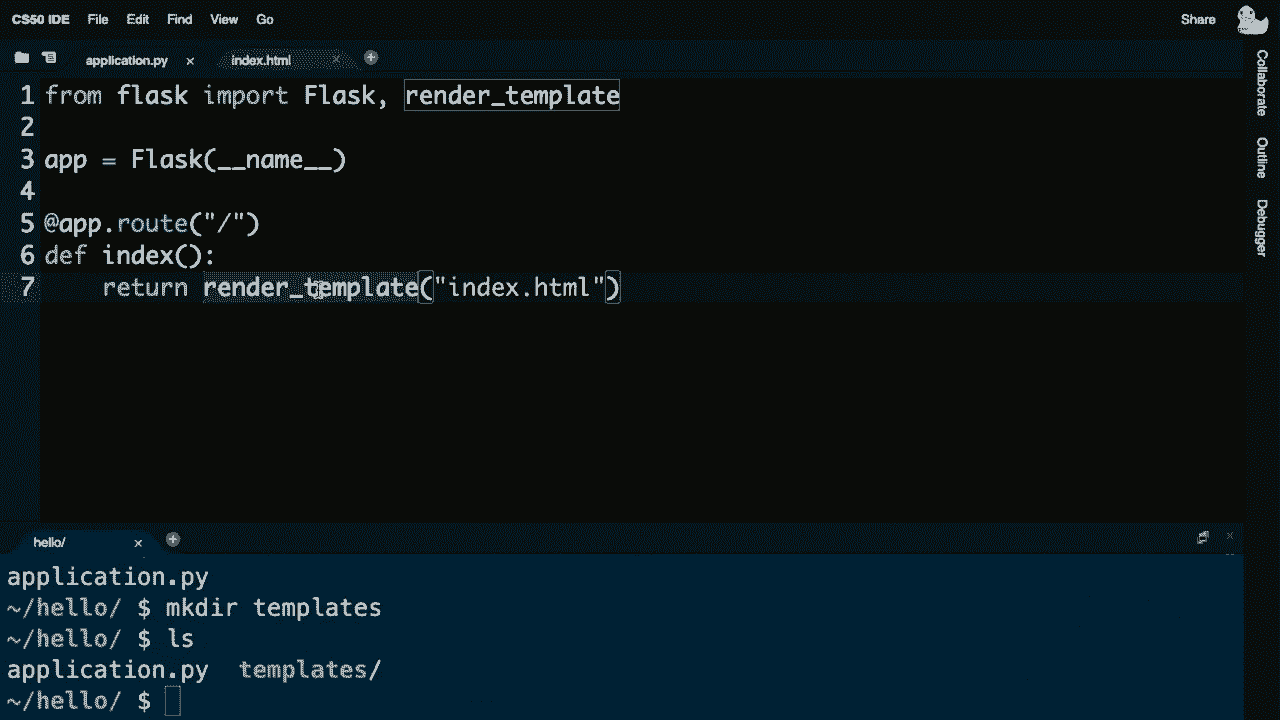 CS50 IDE File Edit Find View Go Share
application.py × index.html ×
1 from flask import Flask, render_template
2
3 app = Flask(__name__)
4
5 @app.route("/")
6 def index():
7     return render_template("index.html")
Collaborate
Outline
Debugger
hello/ ×
application.py
~/hello/ $ mkdir templates
~/hello/ $ ls
application.py  templates/
~/hello/ $